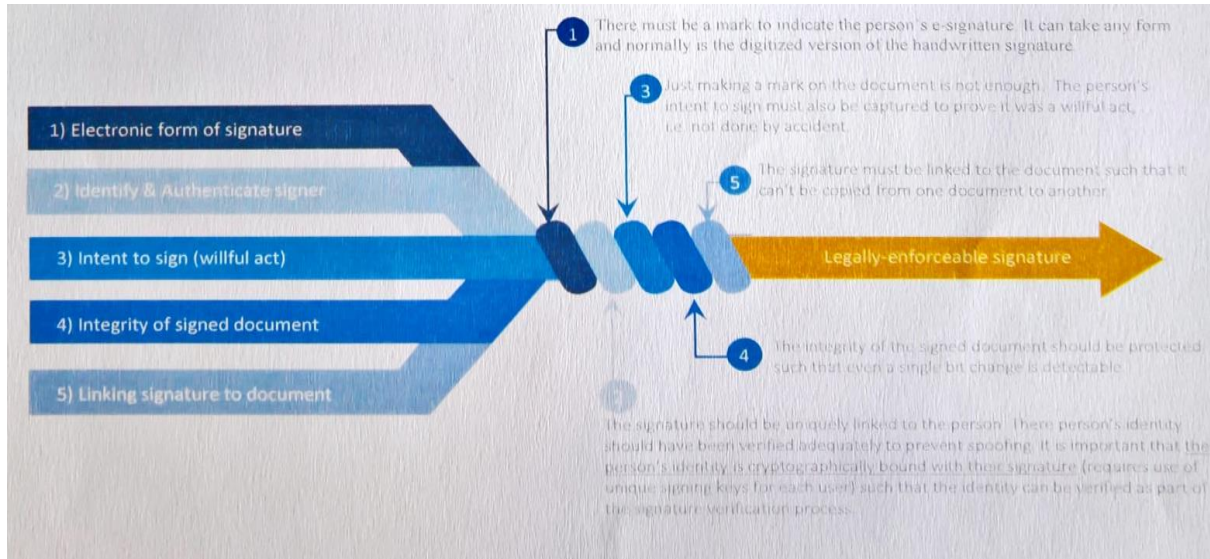 1
There must be a mark to indicate the person's e-signature. It can take any form
and normally is the digitized version of the handwritten signature.
3
Just making a mark on the document is not enough. The person's
intent to sign must also be captured to prove it was a willful act,
i.e. not done by accident.
1) Electronic form of signature
2) Identify & Authenticate signer
5
The signature must be linked to the document such that it
can't be copied from one document to another
3) Intent to sign (willful act)
Legally-enforceable signature
4) Integrity of signed document
4
The integrity of the signed document should be protected
such that even a single bit change is detectable
5) Linking signature to document
2
The signature should be uniquely linked to the person. There person's identity
should have been verified adequately to prevent spoofing. It is important that the
person's identity is cryptographically bound with their signature (requires use of
unique signing keys for each user) such that the identity can be verified as part of
the signature verification process.